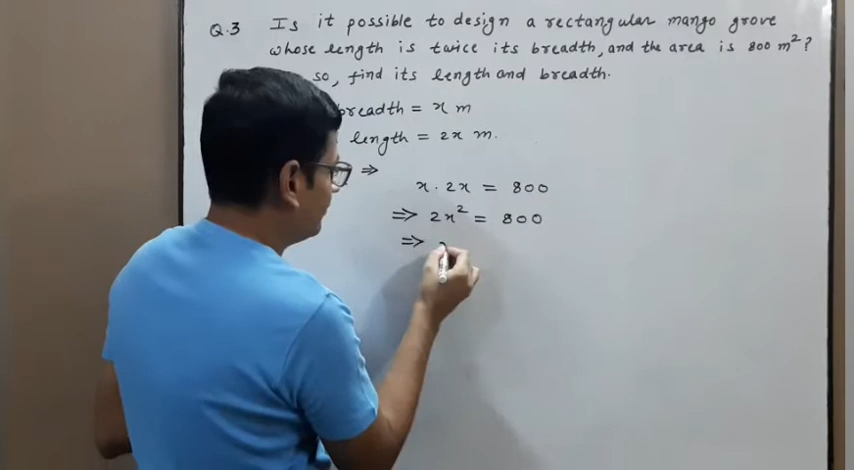 Q.3 Is it possible to design a rectangular mango grove
whose length is twice its breadth, and the area is 800 m²?
so, find its length and breadth.
breadth = x m
length = 2x m.
⇒
x . 2x = 800
⇒ 2x² = 800
⇒